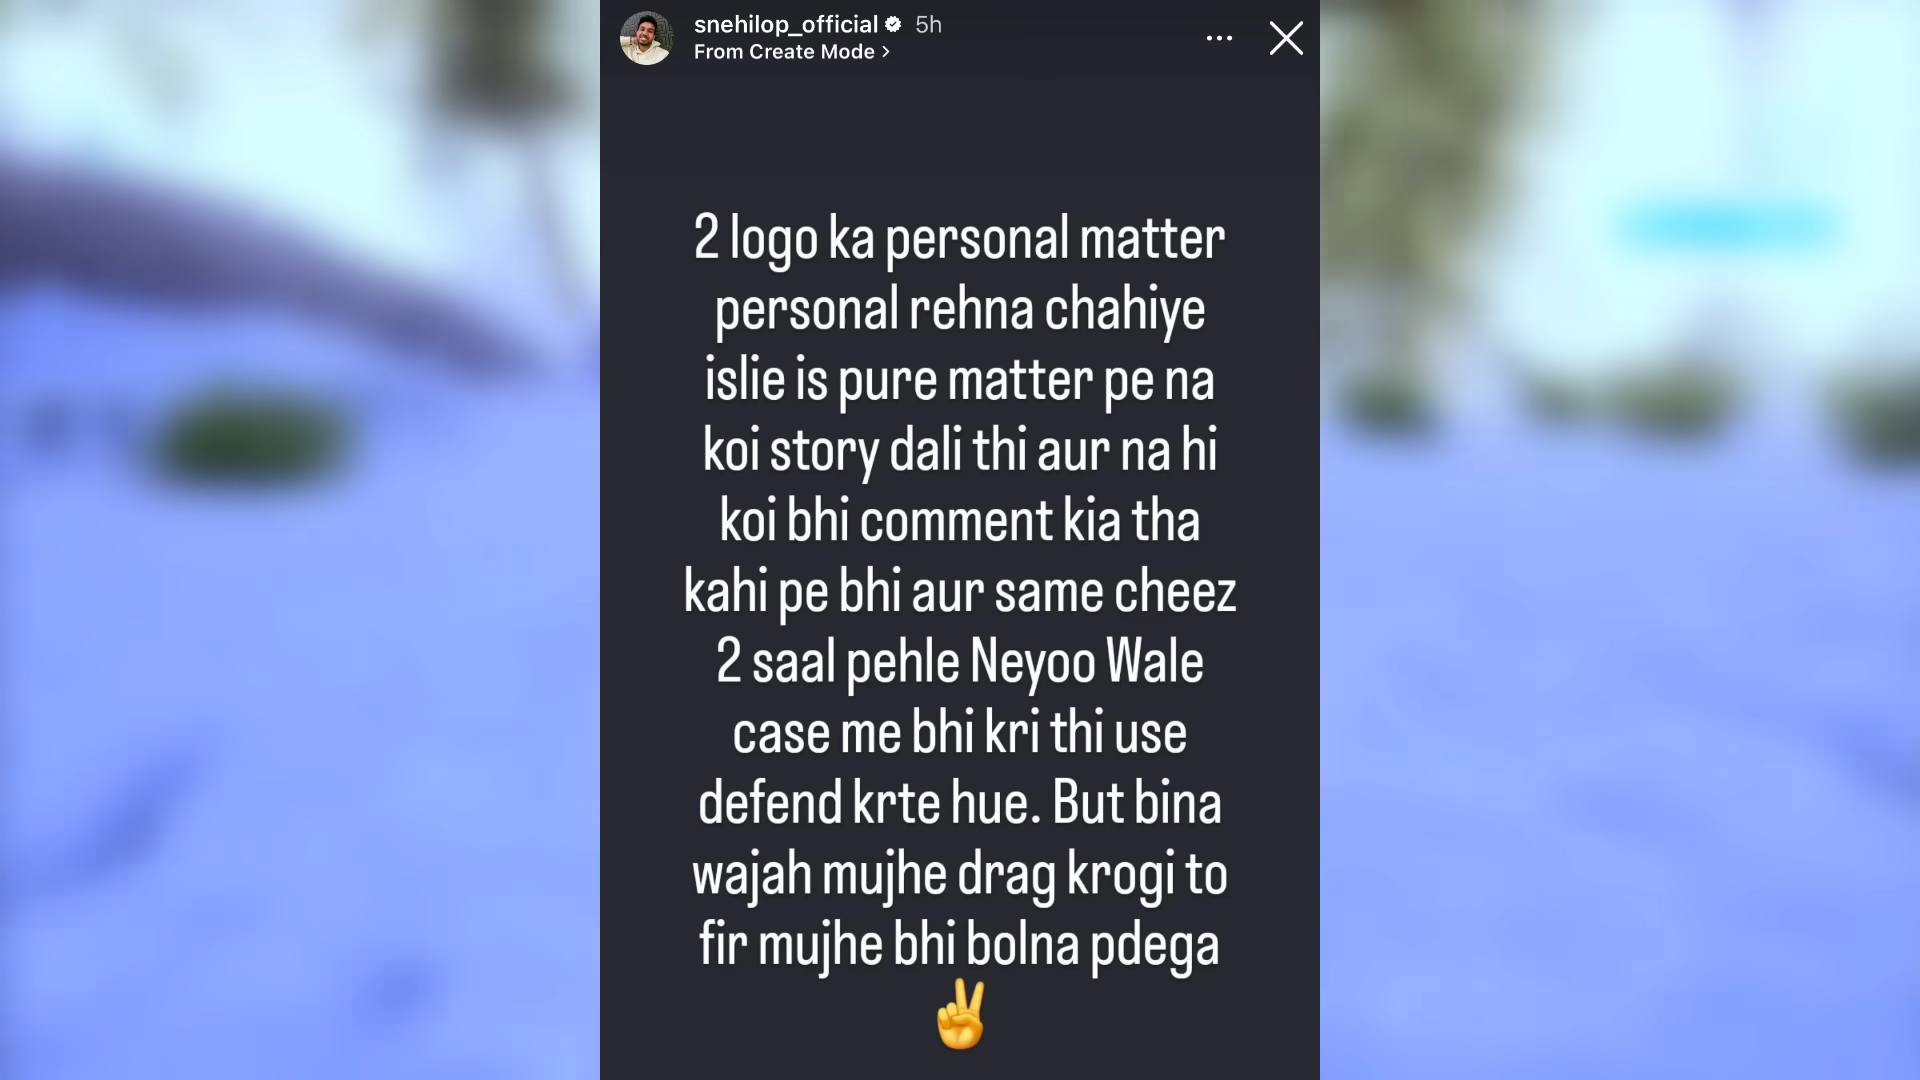 snehilop_official 5h
From Create Mode >
2 logo ka personal matter
personal rehna chahiye
islie is pure matter pe na
koi story dali thi aur na hi
koi bhi comment kia tha
kahi pe bhi aur same cheez
2 saal pehle Neyoo Wale
case me bhi kri thi use
defend krte hue. But bina
wajah mujhe drag krogi to
fir mujhe bhi bolna pdega
✌️